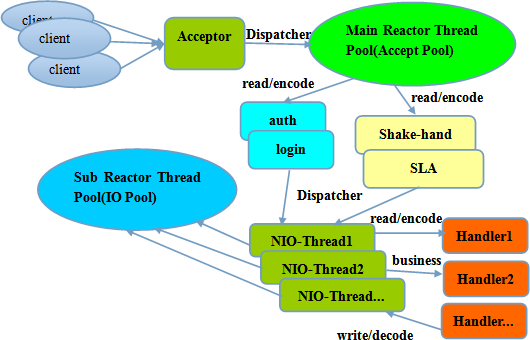 client
client
client
Acceptor
Dispatcher
Main Reactor Thread
Pool(Accept Pool)
read/encode
read/encode
auth
login
Shake-hand
SLA
Sub Reactor Thread
Pool(IO Pool)
Dispatcher
read/encode
NIO-Thread1
Handler1
business
NIO-Thread2
Handler2
NIO-Thread...
Handler...
write/decode